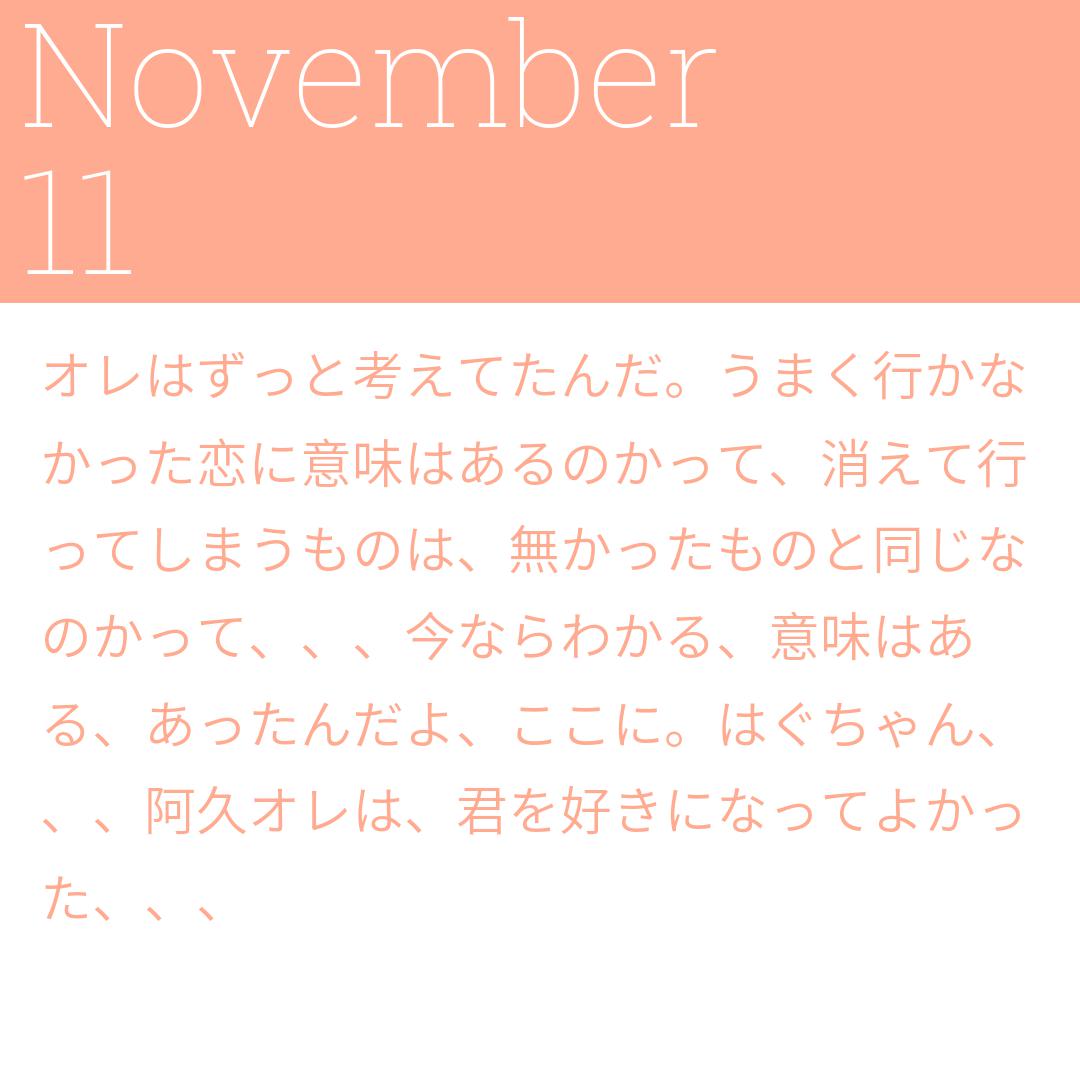 November
11
オレはずっと考えてたんだ。うまく行かな
かった恋に意味はあるのかって、消えて行
ってしまうものは、無かったものと同じな
のかって、、、今ならわかる、意味はあ
る、あったんだよ、ここに。はぐちゃん、
、、阿久オレは、君を好きになってよかっ
た、、、